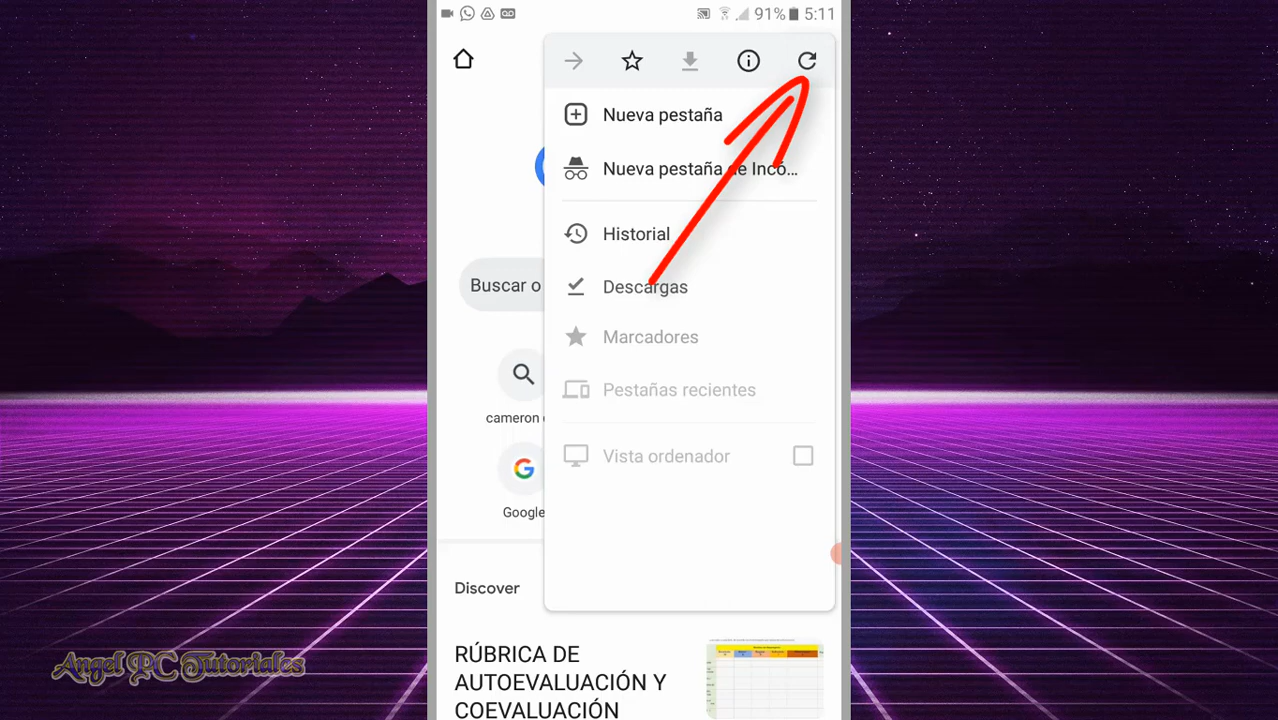 91% 5:11
Nueva pestaña
Nueva pestaña de Incó...
Historial
Descargas
Buscar o
Marcadores
Pestañas recientes
cameron
Vista ordenador
Google
Discover
RÚBRICA DE
AUTOEVALUACIÓN Y
COEVALUACIÓN
Angel PC Tutoriales